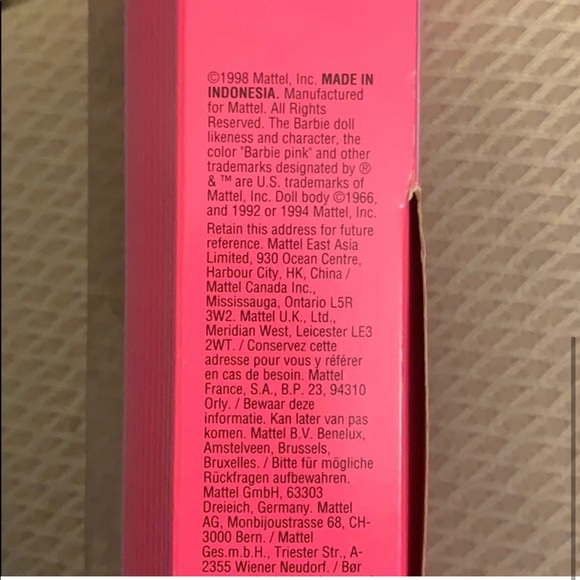 ©1998 Mattel, Inc. MADE IN
INDONESIA. Manufactured
for Mattel. All Rights
Reserved. The Barbie doll
likeness and character, the
color "Barbie pink" and other
trademarks designated by ®
& ™ are U.S. trademarks of
Mattel, Inc. Doll body ©1966,
and 1992 or 1994 Mattel, Inc.
Retain this address for future
reference. Mattel East Asia
Limited, 930 Ocean Centre,
Harbour City, HK, China /
Mattel Canada Inc.,
Mississauga, Ontario L5R
3W2. Mattel U.K., Ltd.,
Meridian West, Leicester LE3
2WT. / Conservez cette
adresse pour vous y référer
en cas de besoin. Mattel
France, S.A., B.P. 23, 94310
Orly. / Bewaar deze
informatie. Kan later van pas
komen. Mattel B.V. Benelux,
Amstelveen, Brussels,
Bruxelles. / Bitte für mögliche
Rückfragen aufbewahren.
Mattel GmbH, 63303
Dreieich, Germany. Mattel
AG, Monbijoustrasse 68, CH-
3000 Bern. / Mattel
Ges.m.b.H., Triester Str., A-
2355 Wiener Neudorf. / Bør